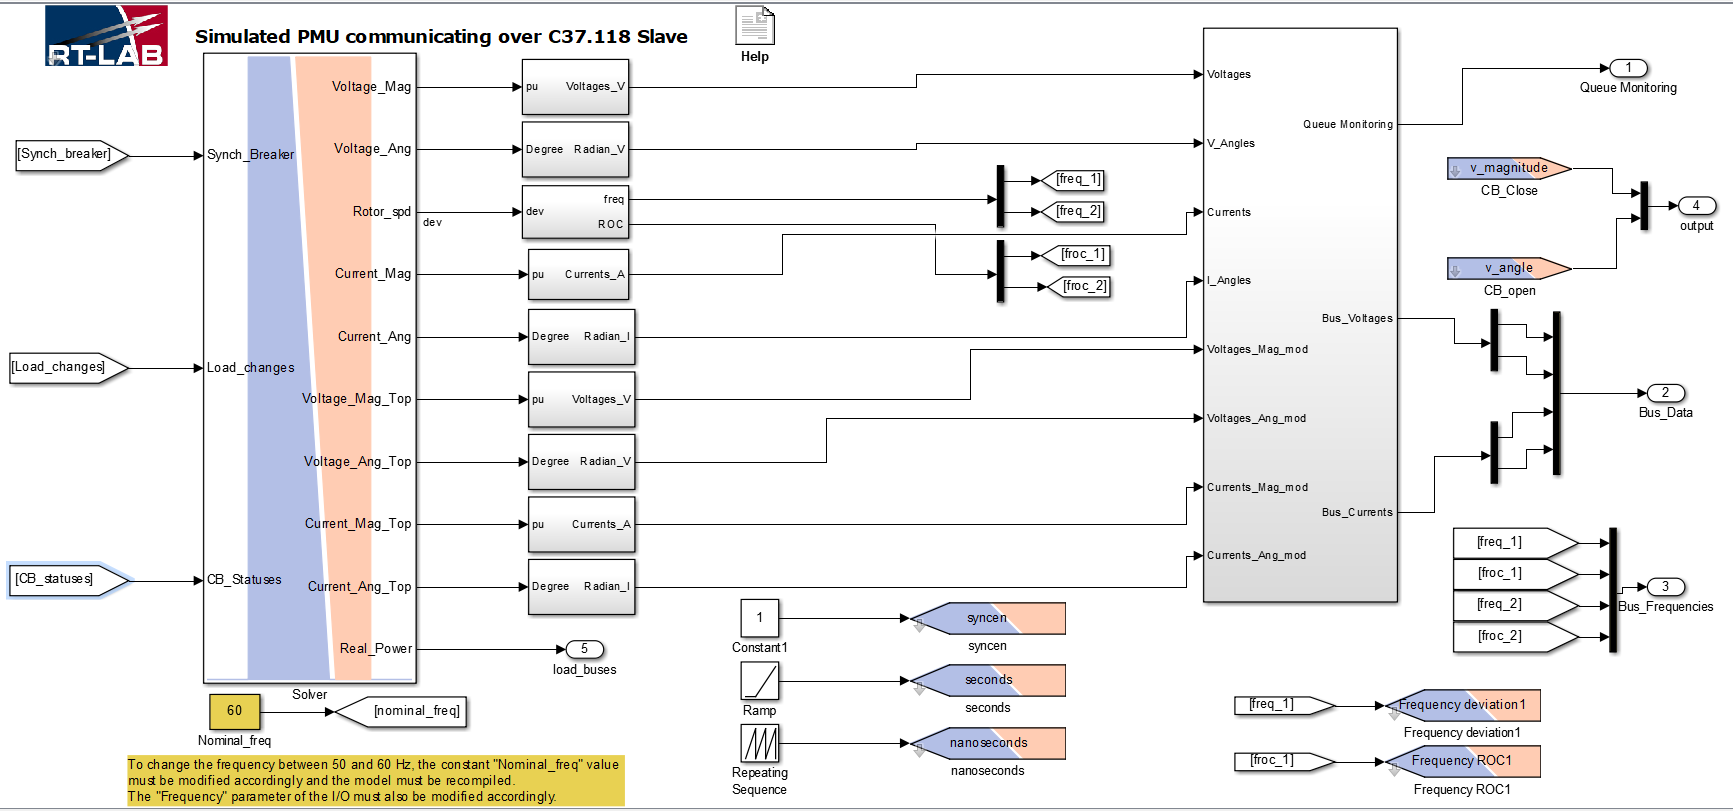 RT-LAB
Simulated PMU communicating over C37.118 Slave
Help
[Synch_breaker]
[Load_changes]
[CB_statuses]
Synch_Breaker
Load_changes
CB_Statuses
Voltage_Mag
Voltage_Ang
Rotor_spd
dev
Current_Mag
Current_Ang
Voltage_Mag_Top
Voltage_Ang_Top
Current_Mag_Top
Current_Ang_Top
Real_Power
Solver
pu Voltages_V
Degree Radian_V
dev
freq
ROC
pu Currents_A
Degree Radian_I
pu Voltages_V
Degree Radian_V
pu Currents_A
Degree Radian_I
5
load_buses
[freq_1]
[freq_2]
[froc_1]
[froc_2]
Voltages
V_Angles
Currents
I_Angles
Voltages_Mag_mod
Voltages_Ang_mod
Currents_Mag_mod
Currents_Ang_mod
Queue Monitoring
Bus_Voltages
Bus_Currents
1
Queue Monitoring
v_magnitude
CB_Close
v_angle
CB_open
4
output
2
Bus_Data
[freq_1]
[froc_1]
[freq_2]
[froc_2]
3
Bus_Frequencies
60
Nominal_freq
[nominal_freq]
1
Constant1
syncen
syncen
Ramp
seconds
seconds
Repeating
Sequence
nanoseconds
nanoseconds
[freq_1]
Frequency deviation1
Frequency deviation1
[froc_1]
Frequency ROC1
Frequency ROC1
To change the frequency between 50 and 60 Hz, the constant "Nominal_freq" value
must be modified accordingly and the model must be recompiled.
The "Frequency" parameter of the I/O must also be modified accordingly.